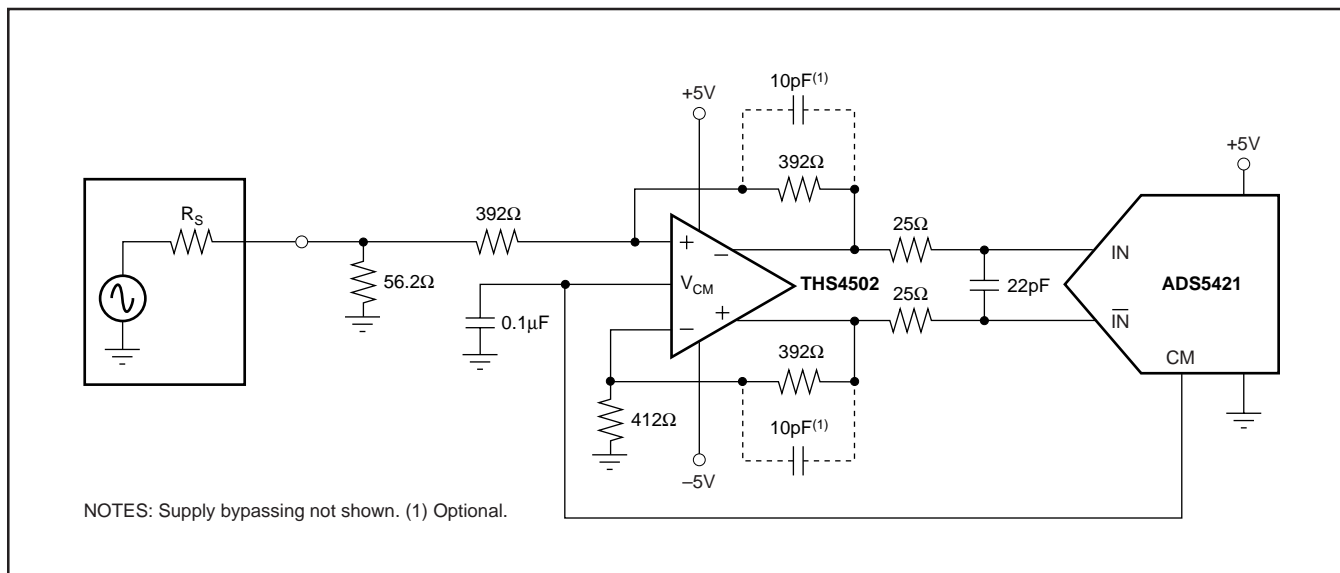 10pF(1)
+5V
392Ω
+5V
RS
392Ω
25Ω
+
–
IN
56.2Ω
VCM
THS4502
22pF
ADS5421
0.1µF
25Ω
–
+
IN
CM
392Ω
412Ω
10pF(1)
–5V
NOTES: Supply bypassing not shown. (1) Optional.